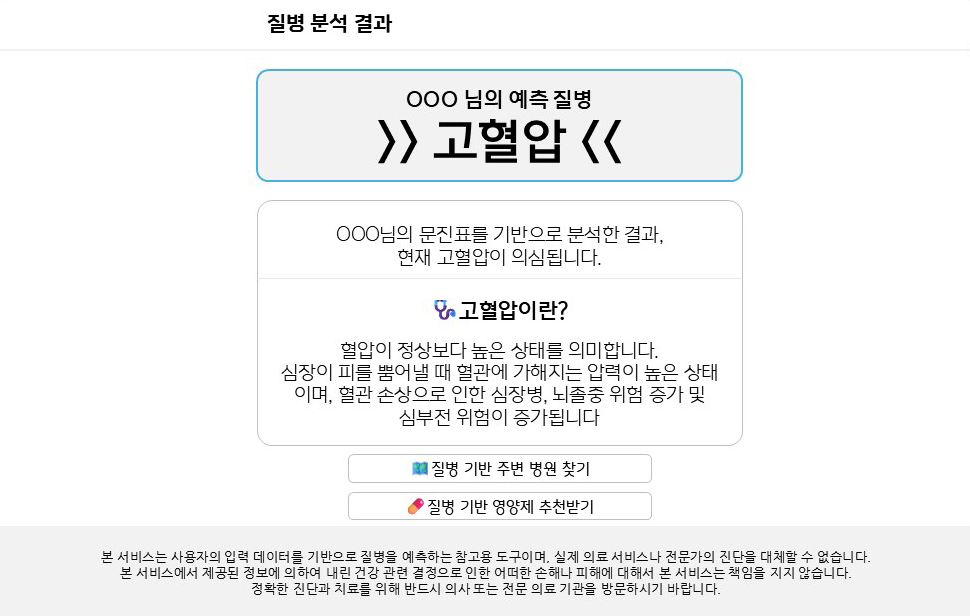 질병 분석 결과
OOO 님의 예측 질병
》 고혈압 《
OOO님의 문진표를 기반으로 분석한 결과,
현재 고혈압이 의심됩니다.
고혈압이란?
혈압이 정상보다 높은 상태를 의미합니다.
심장이 피를 뿜어낼 때 혈관에 가해지는 압력이 높은 상태
이며, 혈관 손상으로 인한 심장병, 뇌졸중 위험 증가 및
심부전 위험이 증가됩니다
질병 기반 주변 병원 찾기
질병 기반 영양제 추천받기
본 서비스는 사용자의 입력 데이터를 기반으로 질병을 예측하는 참고용 도구이며, 실제 의료 서비스나 전문가의 진단을 대체할 수 없습니다.
본 서비스에서 제공된 정보에 의하여 내린 건강 관련 결정으로 인한 어떠한 손해나 피해에 대해서 본 서비스는 책임을 지지 않습니다.
정확한 진단과 치료를 위해 반드시 의사 또는 전문 의료 기관을 방문하시기 바랍니다.